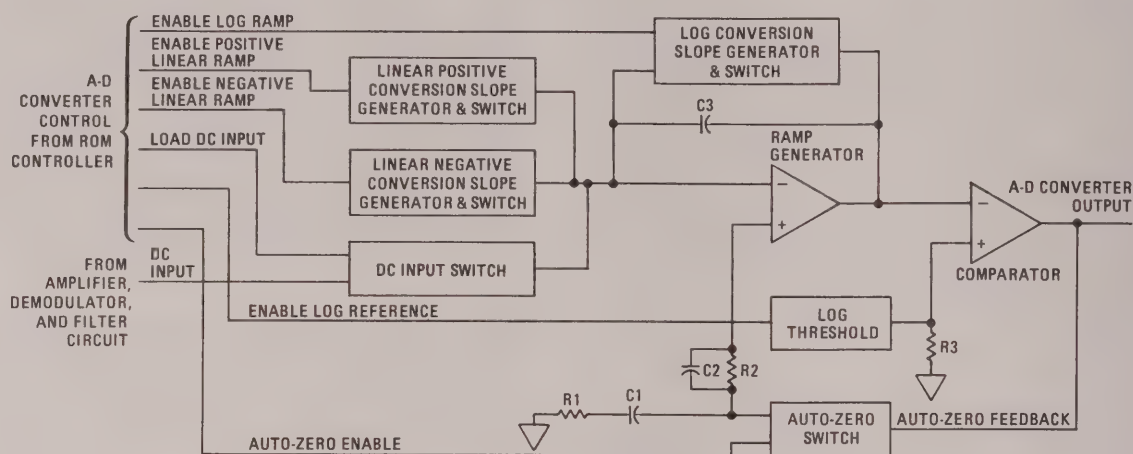 ENABLE LOG RAMP
ENABLE POSITIVE
LINEAR RAMP
ENABLE NEGATIVE
LINEAR RAMP
LOAD DC INPUT
A-D
CONVERTER
CONTROL
FROM ROM
CONTROLLER
DC
INPUT
FROM
AMPLIFIER,
DEMODULATOR,
AND FILTER
CIRCUIT
LINEAR POSITIVE
CONVERSION SLOPE
GENERATOR & SWITCH
LINEAR NEGATIVE
CONVERSION SLOPE
GENERATOR & SWITCH
DC INPUT SWITCH
LOG CONVERSION
SLOPE GENERATOR
& SWITCH
C3
RAMP
GENERATOR
−
+
A-D CONVERTER
OUTPUT
−
+
COMPARATOR
ENABLE LOG REFERENCE
LOG
THRESHOLD
R3
C2
R2
R1
C1
AUTO-ZERO
SWITCH
AUTO-ZERO FEEDBACK
AUTO-ZERO ENABLE